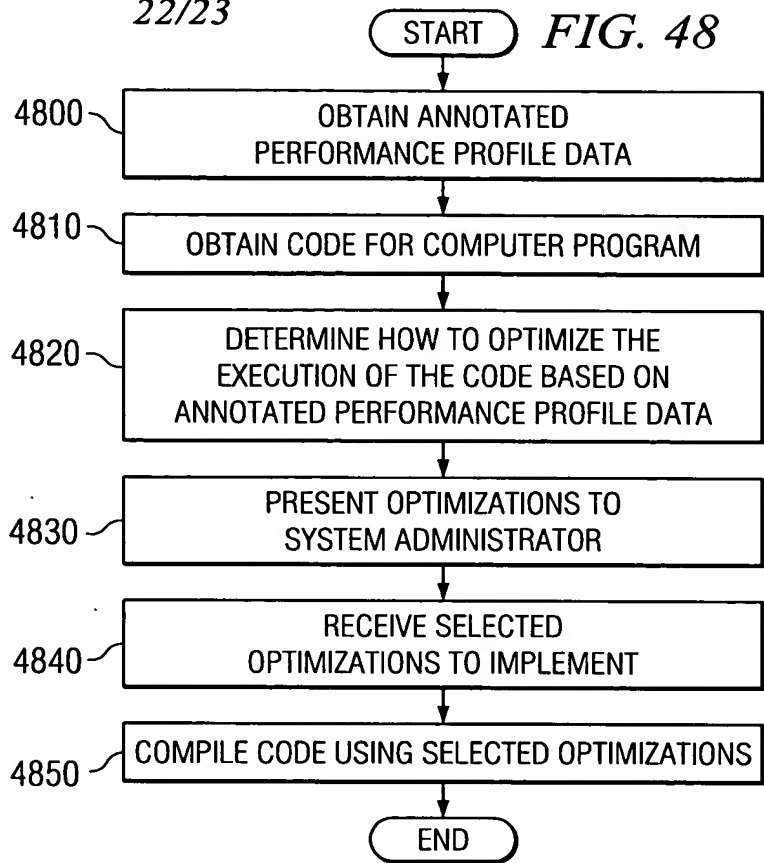 22/23
START
FIG. 48
4800
OBTAIN ANNOTATED
PERFORMANCE PROFILE DATA
4810
OBTAIN CODE FOR COMPUTER PROGRAM
4820
DETERMINE HOW TO OPTIMIZE THE
EXECUTION OF THE CODE BASED ON
ANNOTATED PERFORMANCE PROFILE DATA
4830
PRESENT OPTIMIZATIONS TO
SYSTEM ADMINISTRATOR
4840
RECEIVE SELECTED
OPTIMIZATIONS TO IMPLEMENT
4850
COMPILE CODE USING SELECTED OPTIMIZATIONS
END